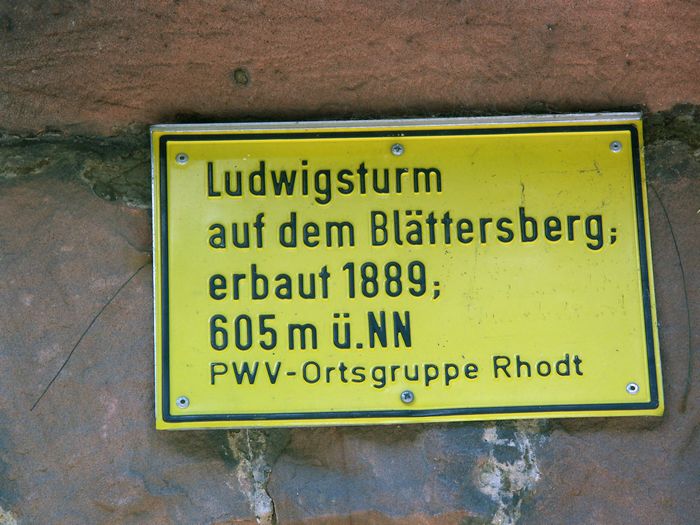 Ludwigsturm
auf dem Blättersberg;
erbaut 1889;
605 m ü.NN
PWV-Ortsgruppe Rhodt